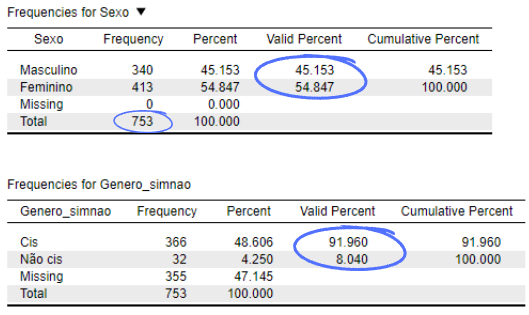 Frequencies for Sexo ▼
Sexo Frequency Percent Valid Percent Cumulative Percent
Masculino 340 45.153 45.153 45.153
Feminino 413 54.847 54.847 100.000
Missing 0 0.000
Total 753 100.000
Frequencies for Genero_simnao
Genero_simnao Frequency Percent Valid Percent Cumulative Percent
Cis 366 48.606 91.960 91.960
Não cis 32 4.250 8.040 100.000
Missing 355 47.145
Total 753 100.000